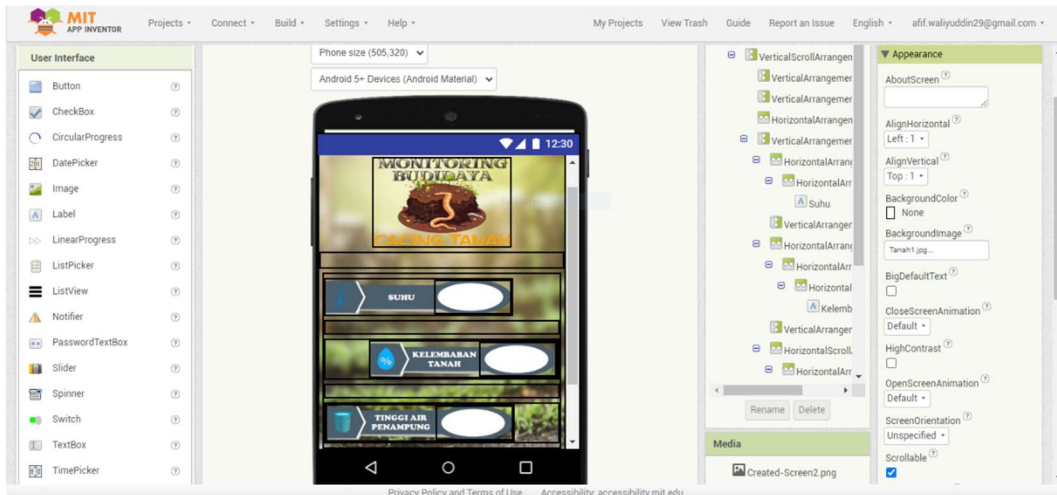 MIT
APP INVENTOR
Projects
Connect
Build
Settings
Help
My Projects
View Trash
Guide
Report an Issue
English
afif.waliyuddin29@gmail.com
User Interface
Button
CheckBox
CircularProgress
DatePicker
Image
Label
LinearProgress
ListPicker
ListView
Notifier
PasswordTextBox
Slider
Spinner
Switch
TextBox
TimePicker
Phone size (505,320)
Android 5+ Devices (Android Material)
12:30
MONITORING
BUDIDAYA
CACING TANAH
SUHU
%
KELEMBABAN
TANAH
TINGGI AIR
PENAMPUNG
VerticalScrollArrangen
VerticalArrangemer
VerticalArrangemer
HorizontalArrangen
VerticalArrangemer
HorizontalArrang
HorizontalArr
Suhu
VerticalArranger
HorizontalArrang
HorizontalArr
Horizontal
Kelemb
VerticalArranger
HorizontalScroll
HorizontalArr
Rename
Delete
Media
Created-Screen2.png
Appearance
AboutScreen
AlignHorizontal
Left : 1
AlignVertical
Top : 1
BackgroundColor
None
BackgroundImage
Tanah1.jpg...
BigDefaultText
CloseScreenAnimation
Default
HighContrast
OpenScreenAnimation
Default
ScreenOrientation
Unspecified
Scrollable
Privacy Policy and Terms of Use
Accessibility: accessibility.mit.edu